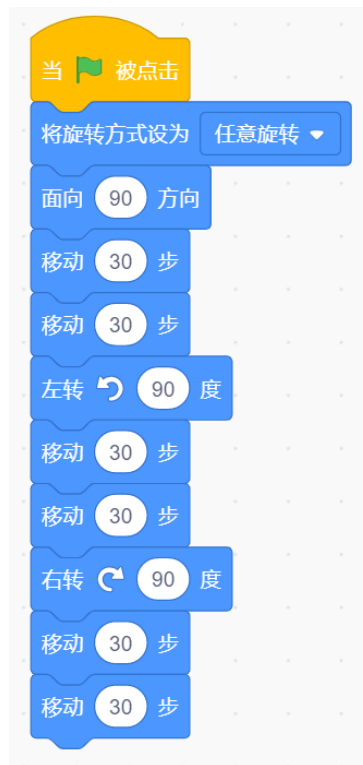 当 被点击
将旋转方式设为 任意旋转
面向 90 方向
移动 30 步
移动 30 步
左转 90 度
移动 30 步
移动 30 步
右转 90 度
移动 30 步
移动 30 步